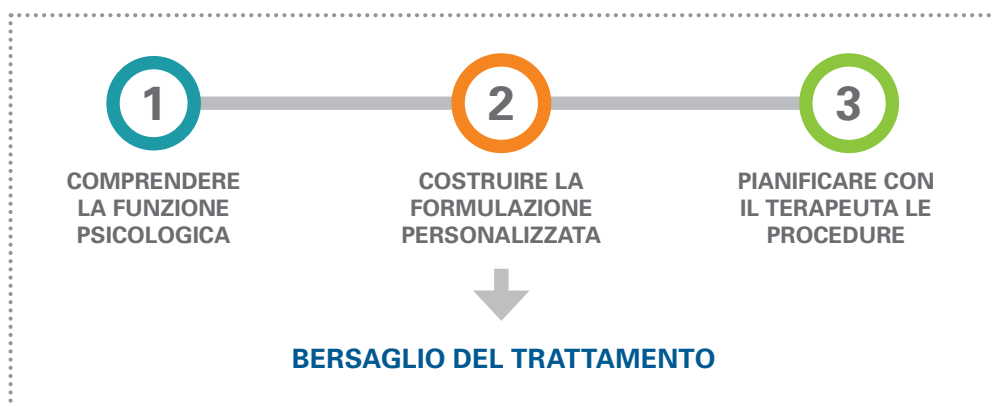 1
2
3
COMPRENDERE
LA FUNZIONE
PSICOLOGICA
COSTRUIRE LA
FORMULAZIONE
PERSONALIZZATA
PIANIFICARE CON
IL TERAPEUTA LE
PROCEDURE
BERSAGLIO DEL TRATTAMENTO